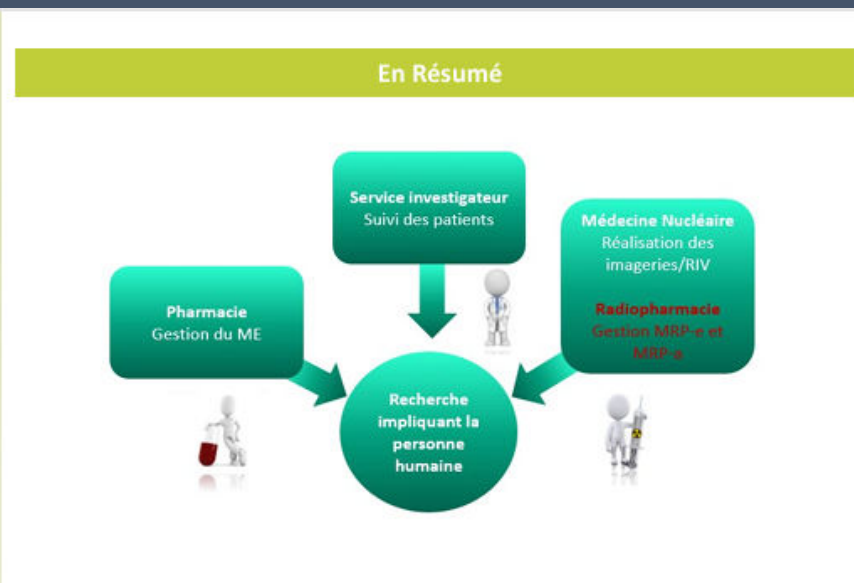 En Résumé
Service investigateur
Suivi des patients
Médecine Nucléaire
Réalisation des
imageries/RIV
Radiopharmacie
Gestion MRP-e et
MRP-a
Pharmacie
Gestion du ME
Recherche
impliquant la
personne
humaine